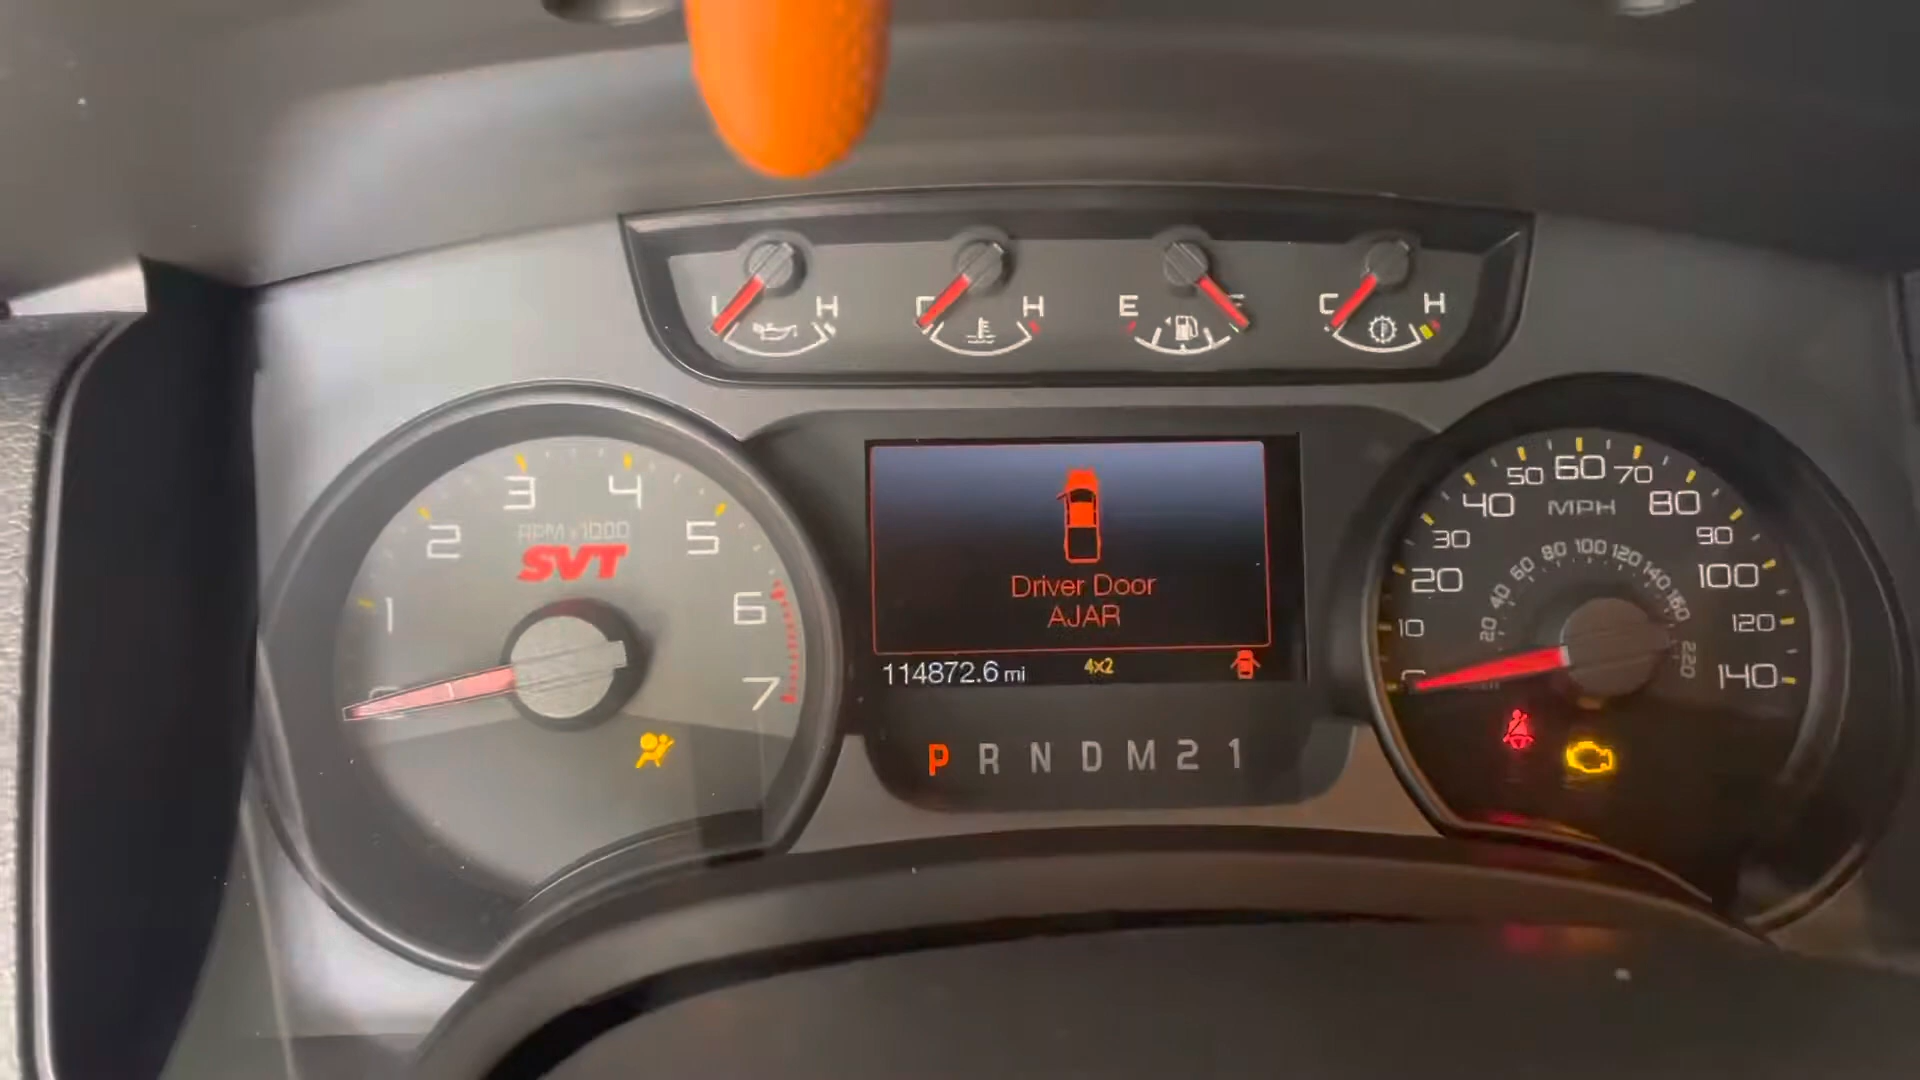 H
H
E
C H
3 4
2 5
1 6
7
RPM x 1000
SVT
Driver Door
AJAR
114872.6 mi 4x2
P R N D M 2 1
MPH
10 20 30 40 50 60 70 80 90 100 120 140
20 40 60 80 100 120 140 160 220